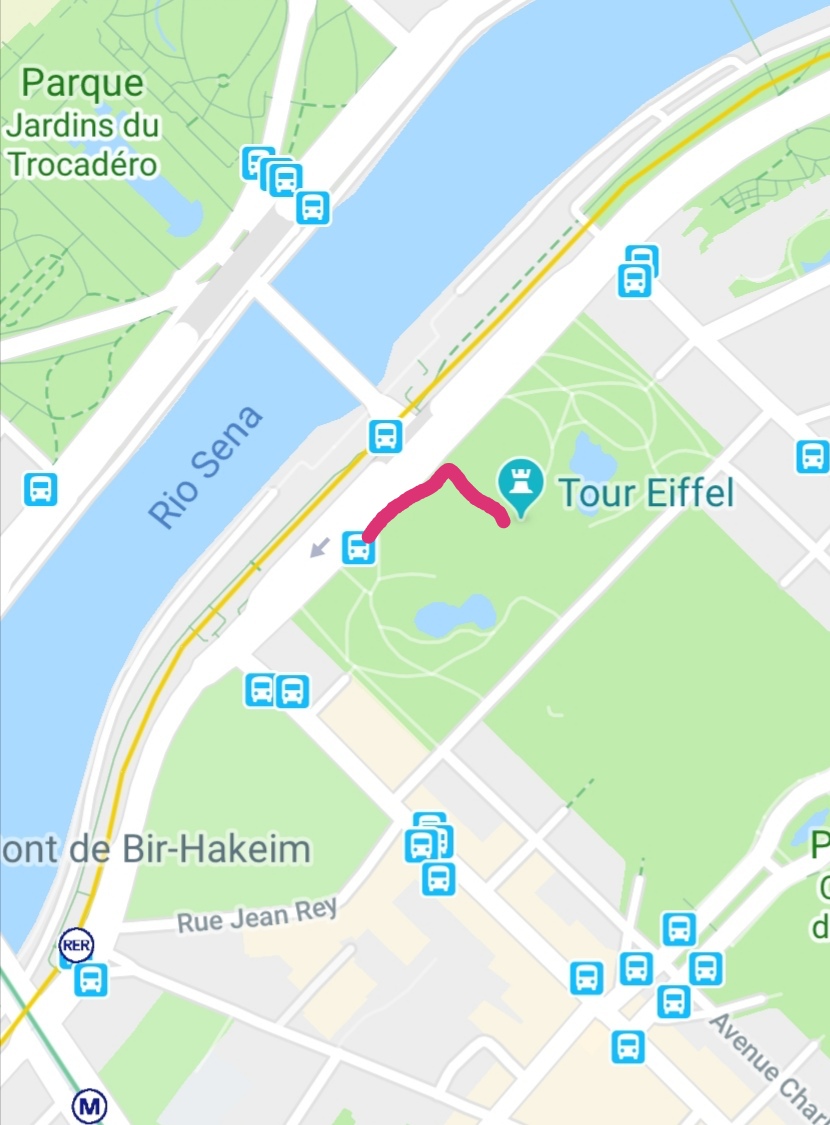 Parque
Jardins du
Trocadéro
Rio Sena
Tour Eiffel
ont de Bir-Hakeim
Rue Jean Rey
RER
M
Avenue Char
P
d